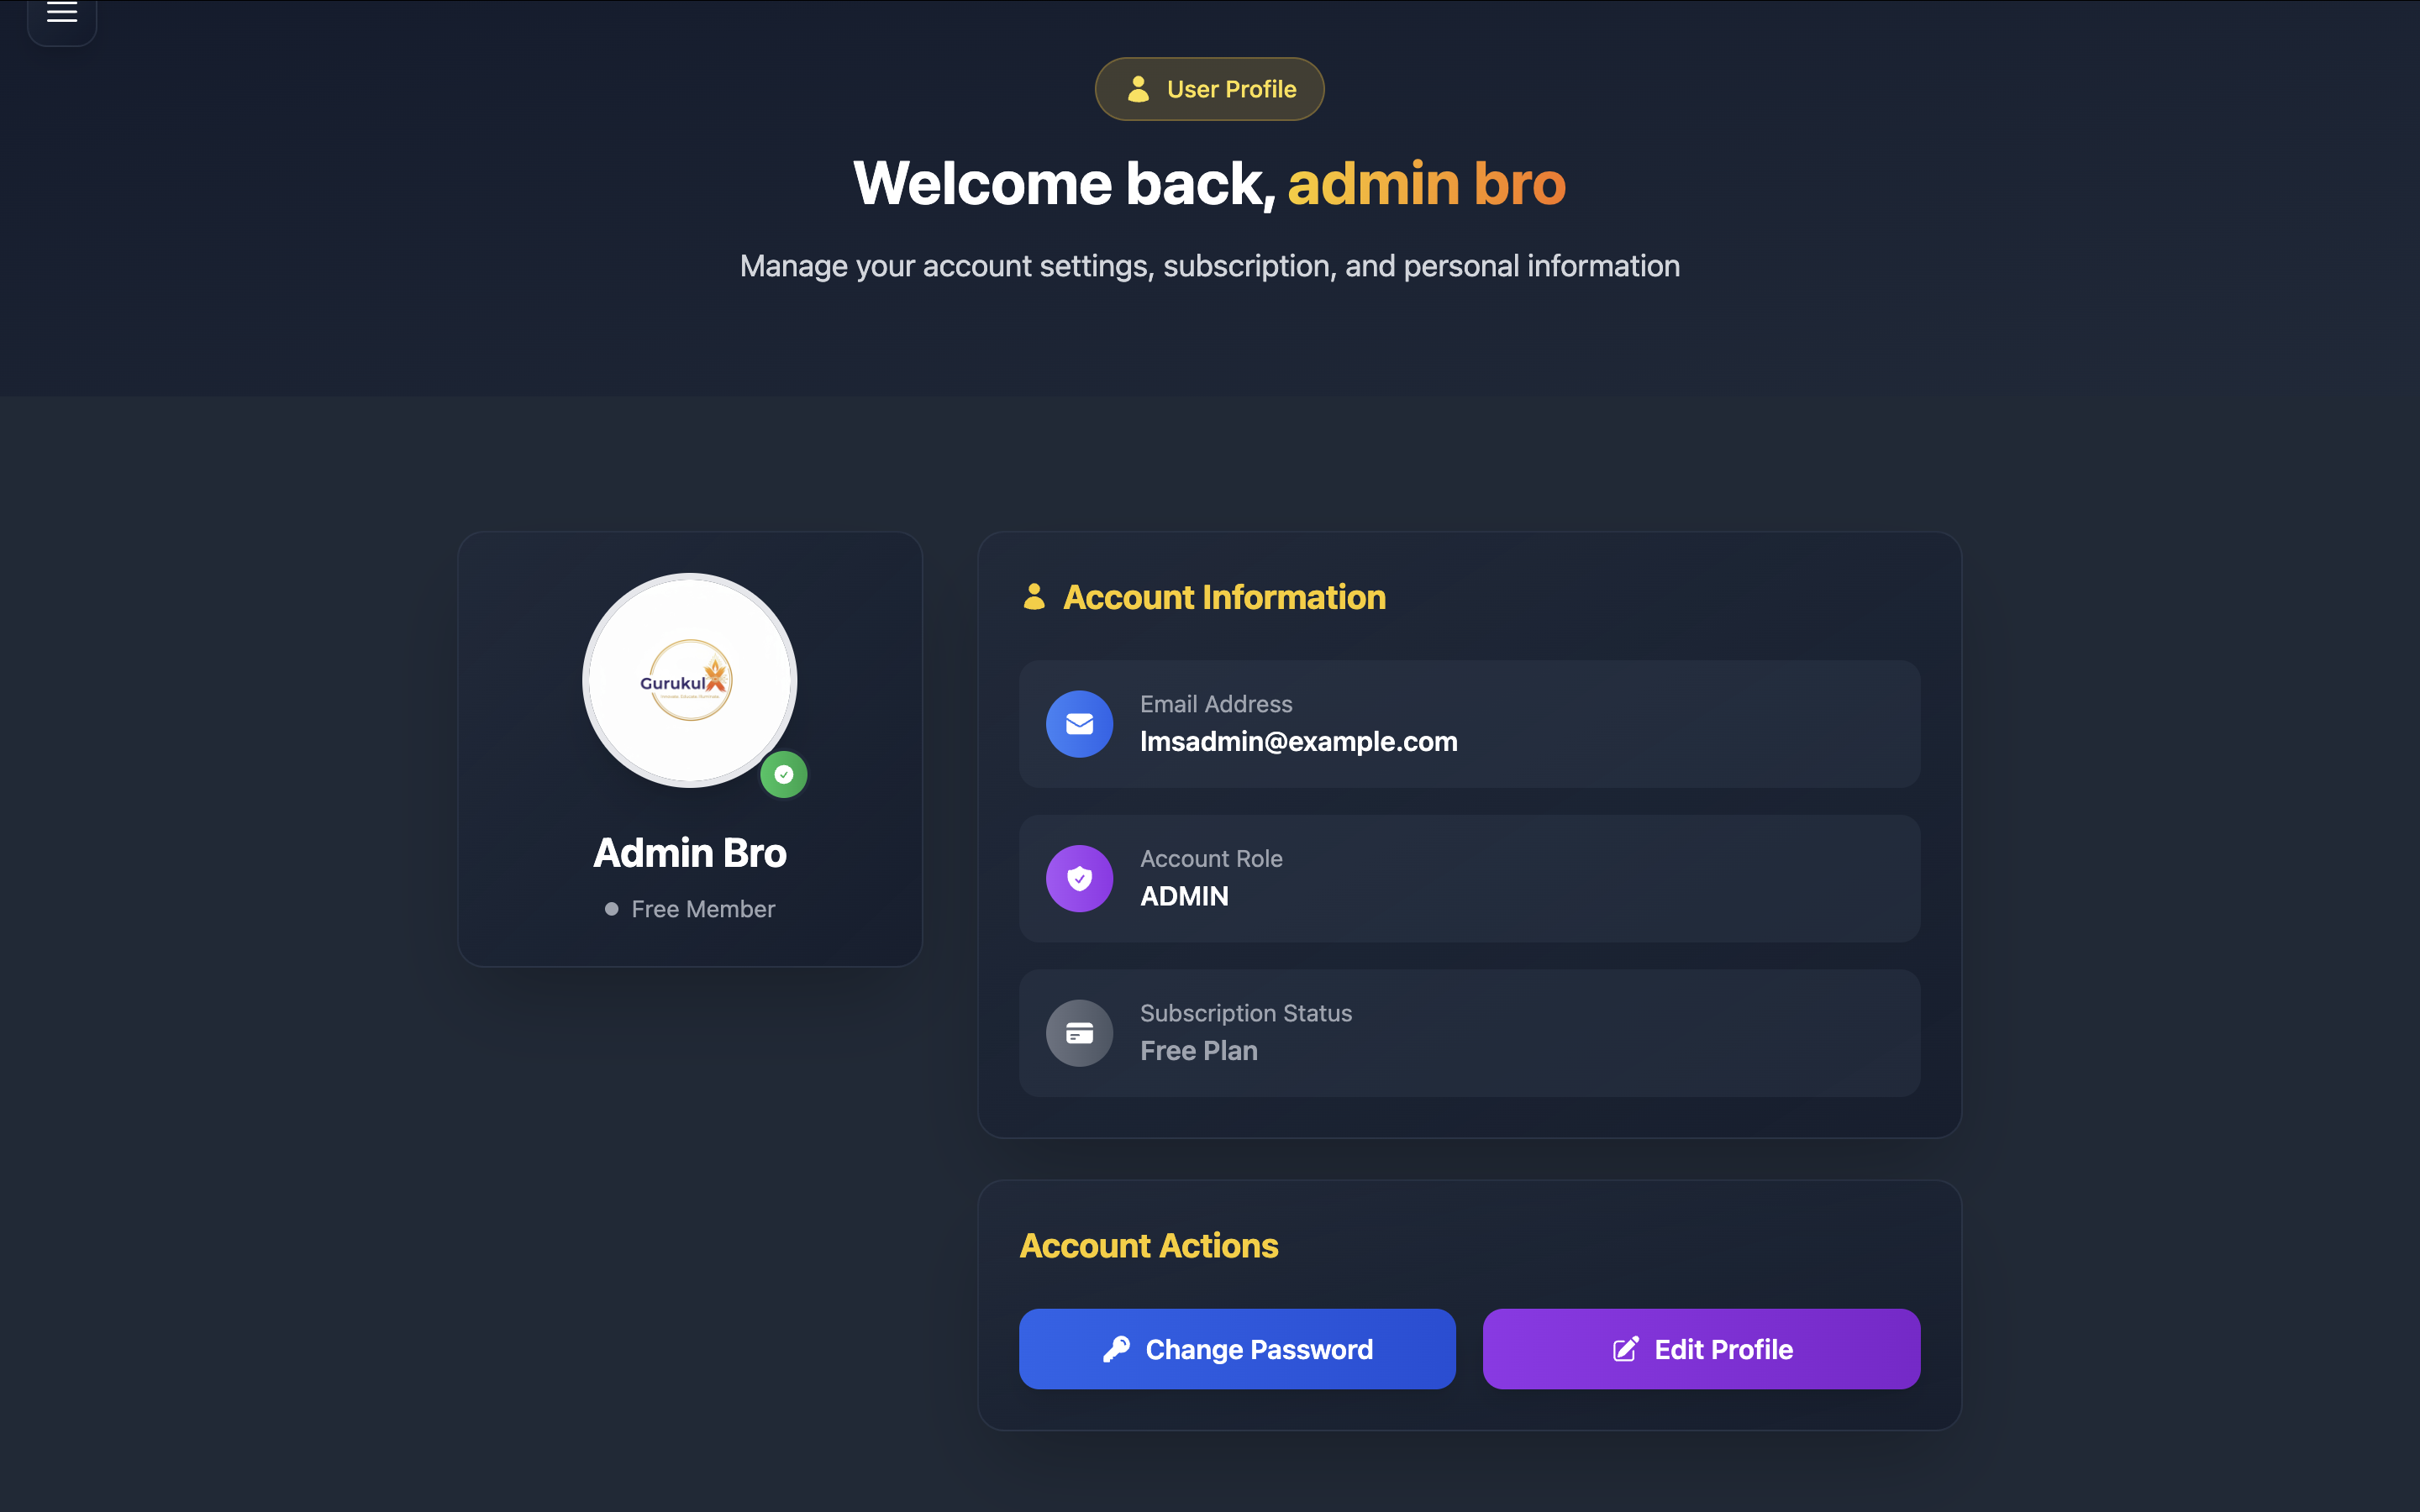 User Profile
Welcome back, admin bro
Manage your account settings, subscription, and personal information
Gurukul
Admin Bro
Free Member
Account Information
Email Address
lmsadmin@example.com
Account Role
ADMIN
Subscription Status
Free Plan
Account Actions
Change Password
Edit Profile